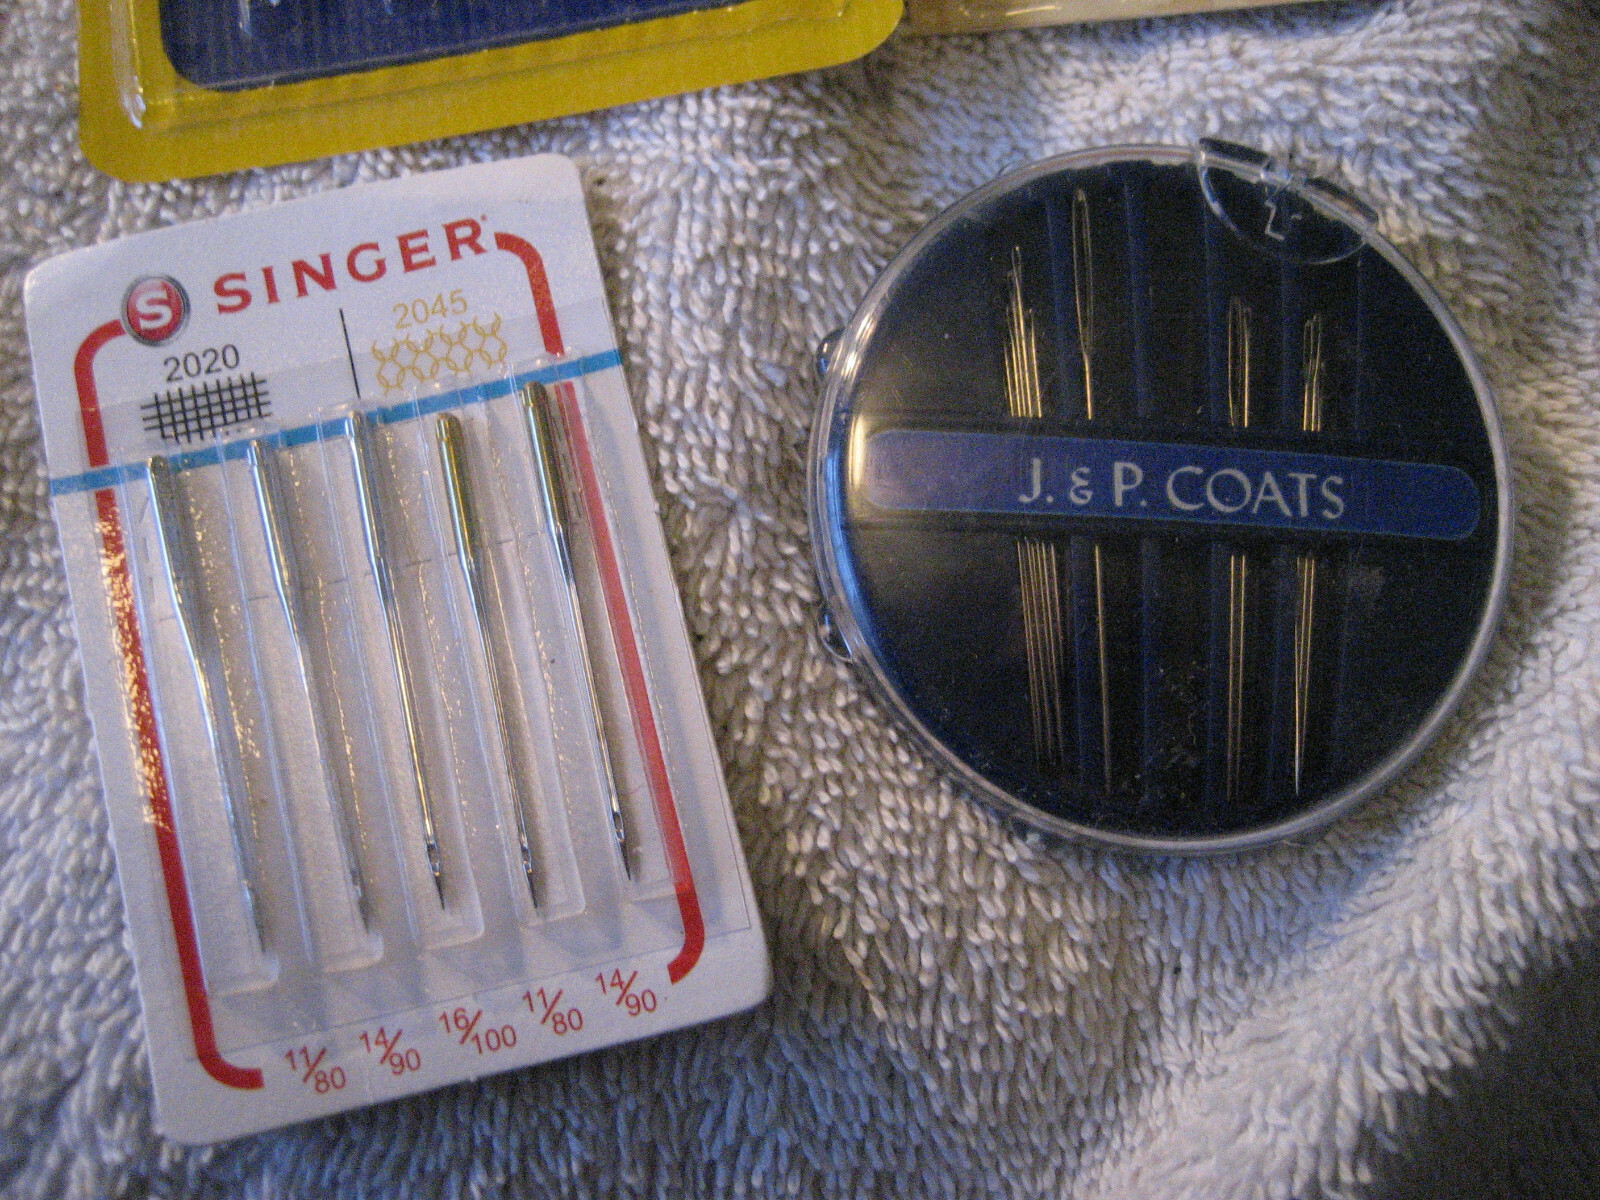 S SINGER
2020
2045
11/80 14/90 16/100 11/80 14/90
J. & P. COATS